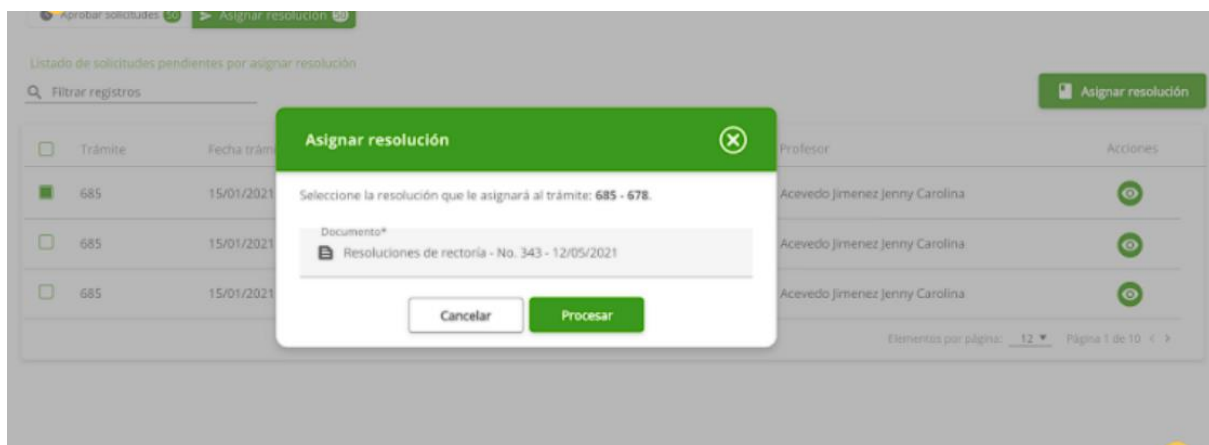 Aprobar solicitudes 50 Asignar resolución 50
Listado de solicitudes pendientes por asignar resolución
Filtrar registros
Asignar resolución
Asignar resolución
Trámite Fecha trámi Profesor Acciones
Seleccione la resolución que le asignará al trámite: 685 - 678.
685 15/01/2021 Acevedo Jimenez Jenny Carolina
Documento*
Resoluciones de rectoría - No. 343 - 12/05/2021
685 15/01/2021 Acevedo Jimenez Jenny Carolina
685 15/01/2021 Acevedo Jimenez Jenny Carolina
Cancelar Procesar
Elementos por página: 12 Página 1 de 10 < >